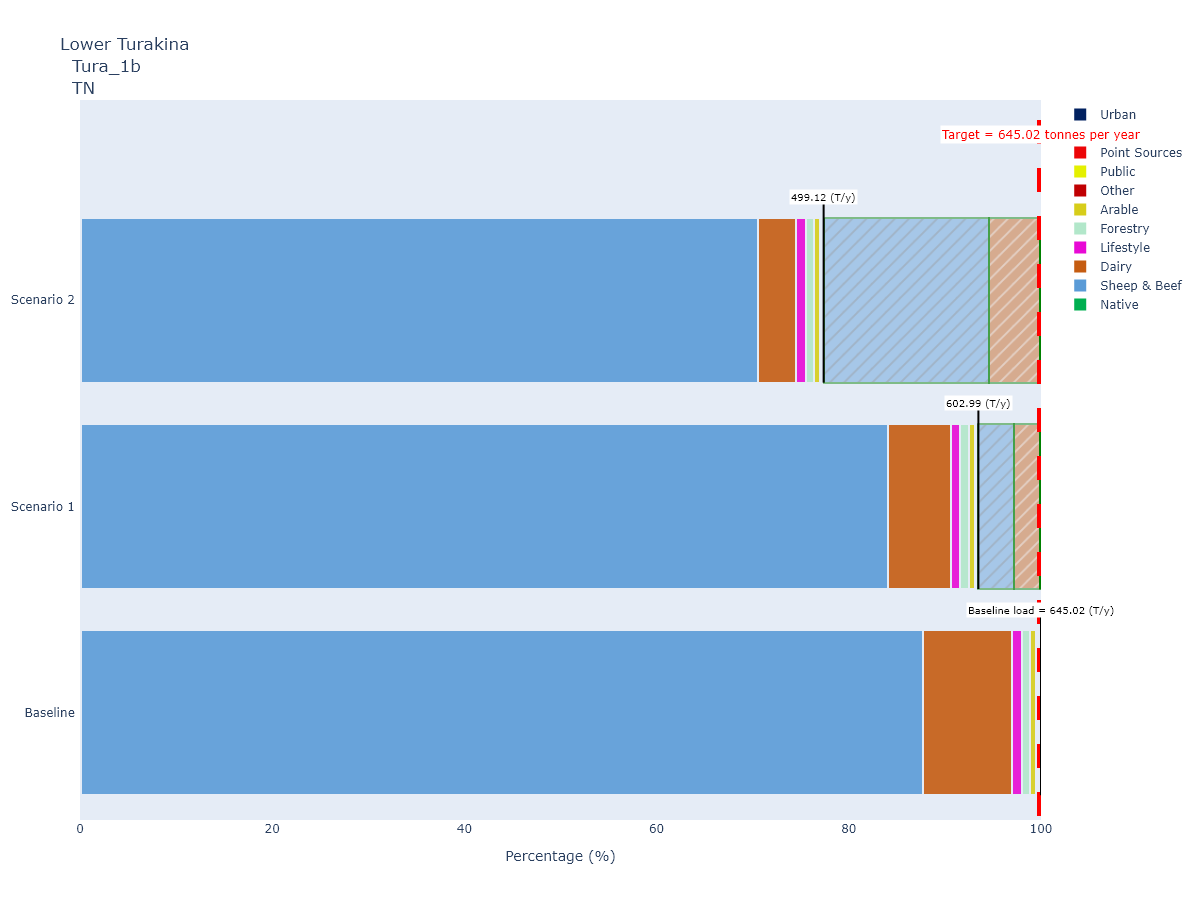 Lower Turakina
Tura_1b
TN
Urban
Target = 645.02 tonnes per year
Point Sources
Public
Other
Arable
Forestry
Lifestyle
Dairy
Sheep & Beef
Native
499.12 (T/y)
Scenario 2
602.99 (T/y)
Scenario 1
Baseline load = 645.02 (T/y)
Baseline
0 20 40 60 80 100
Percentage (%)